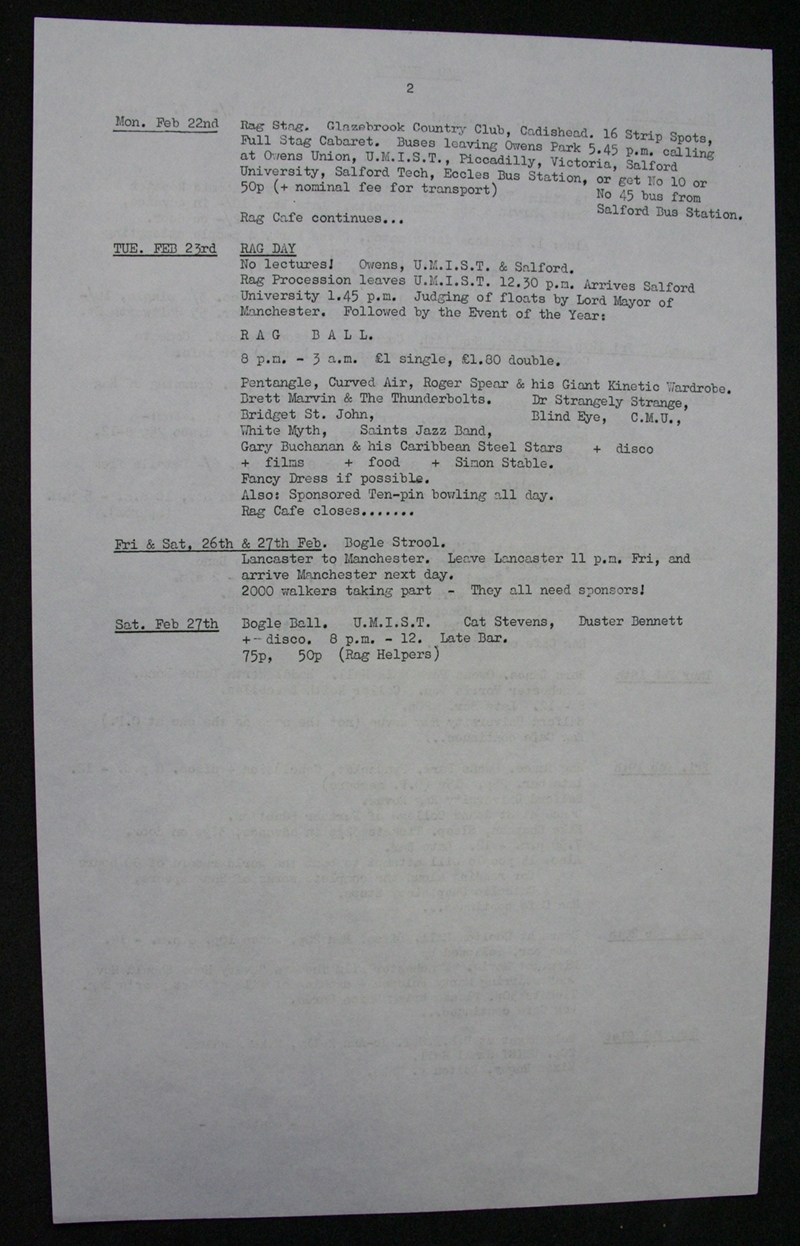 2
Mon. Feb 22nd Rag Stag. Glazebrook Country Club, Cadishead. 16 Strip Spots,
Full Stag Cabaret. Buses leaving Owens Park 5.45 p.m. calling
at Owens Union, U.M.I.S.T., Piccadilly, Victoria, Salford
University, Salford Tech, Eccles Bus Station, or get No 10 or
50p (+ nominal fee for transport) No 45 bus from
Salford Bus Station.
Rag Cafe continues...
TUE. FEB 23rd RAG DAY
No lectures! Owens, U.M.I.S.T. & Salford.
Rag Procession leaves U.M.I.S.T. 12.30 p.m. Arrives Salford
University 1.45 p.m. Judging of floats by Lord Mayor of
Manchester. Followed by the Event of the Year:
R A G B A L L.
8 p.m. - 3 a.m. £1 single, £1.80 double.
Pentangle, Curved Air, Roger Spear & his Giant Kinetic Wardrobe.
Brett Marvin & The Thunderbolts. Dr Strangely Strange,
Bridget St. John, Blind Eye, C.M.U.,
White Myth, Saints Jazz Band,
Gary Buchanan & his Caribbean Steel Stars + disco
+ films + food + Simon Stable.
Fancy Dress if possible.
Also: Sponsored Ten-pin bowling all day.
Rag Cafe closes.......
Fri & Sat, 26th & 27th Feb. Bogle Strool.
Lancaster to Manchester. Leave Lancaster 11 p.m. Fri, and
arrive Manchester next day.
2000 walkers taking part - They all need sponsors!
Sat. Feb 27th Bogle Ball. U.M.I.S.T. Cat Stevens, Duster Bennett
+- disco. 8 p.m. - 12. Late Bar.
75p, 50p (Rag Helpers)